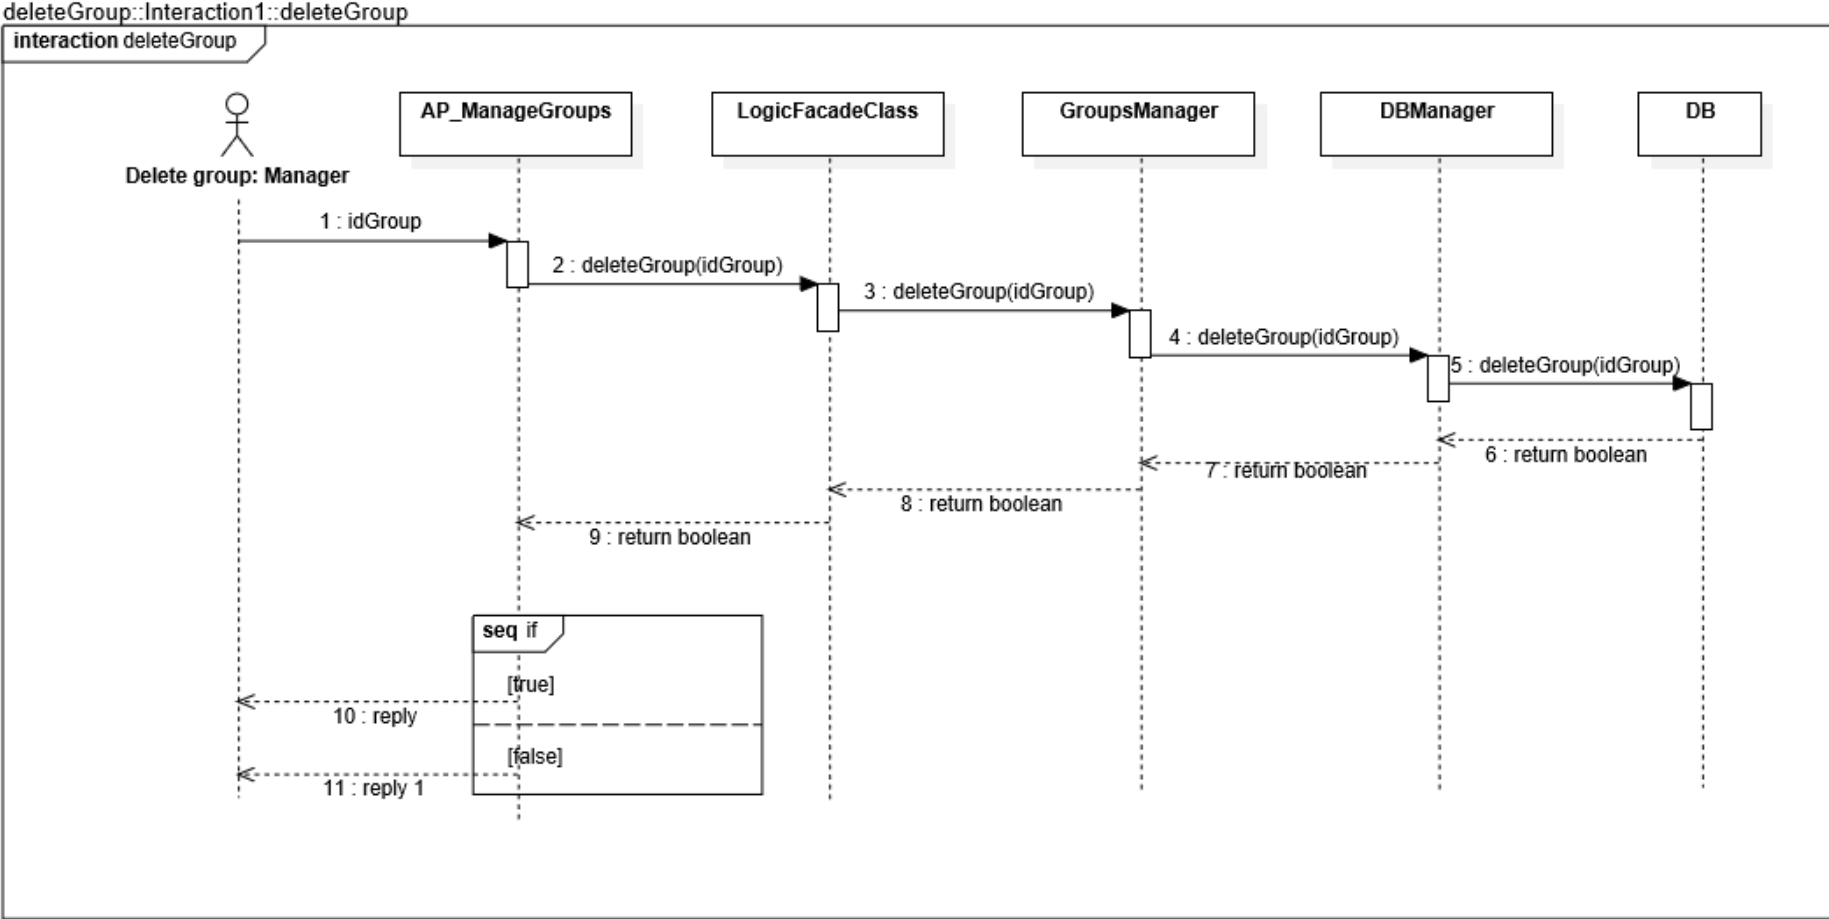 deleteGroup::Interaction1::deleteGroup
interaction deleteGroup
AP_ManageGroups
LogicFacadeClass
GroupsManager
DBManager
DB
Delete group: Manager
1 : idGroup
2 : deleteGroup(idGroup)
3 : deleteGroup(idGroup)
4 : deleteGroup(idGroup)
5 : deleteGroup(idGroup)
6 : return boolean
7 : return boolean
8 : return boolean
9 : return boolean
seq if
[true]
10 : reply
[false]
11 : reply 1